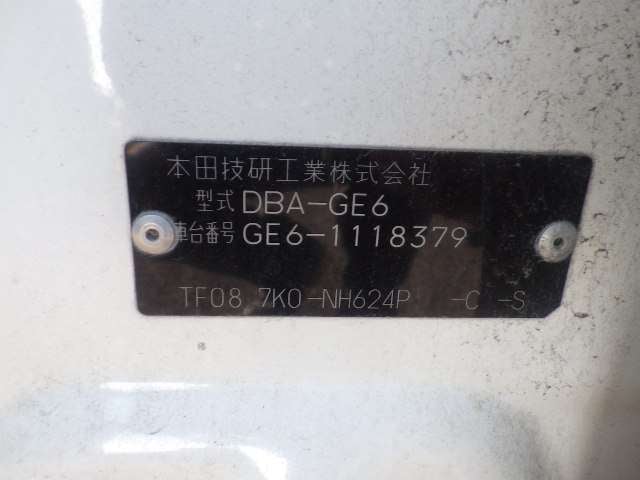 本田技研工業株式会社
型式 DBA-GE6
車台番号 GE6-1118379
TF08 7K0-NH624P -C -S